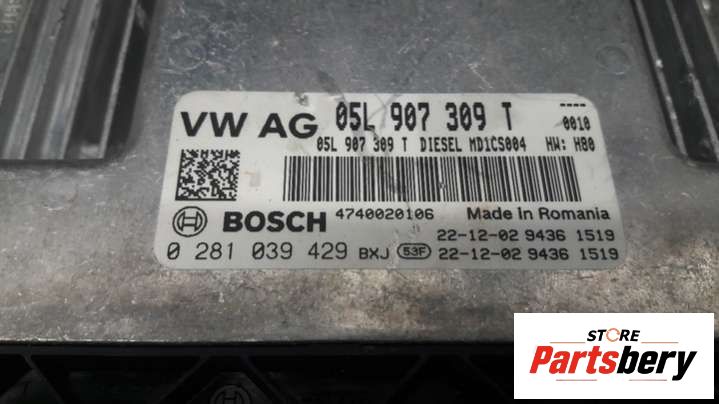 VW AG 05L 907 309 T ----
0010
05L 907 309 T DIESEL MD1CS004 HW: H80
BOSCH 4740020106 Made in Romania
22-12-02 9436 1519
0 281 039 429 BXJ 53F 22-12-02 9436 1519
STORE
Partsbery
BOSCH